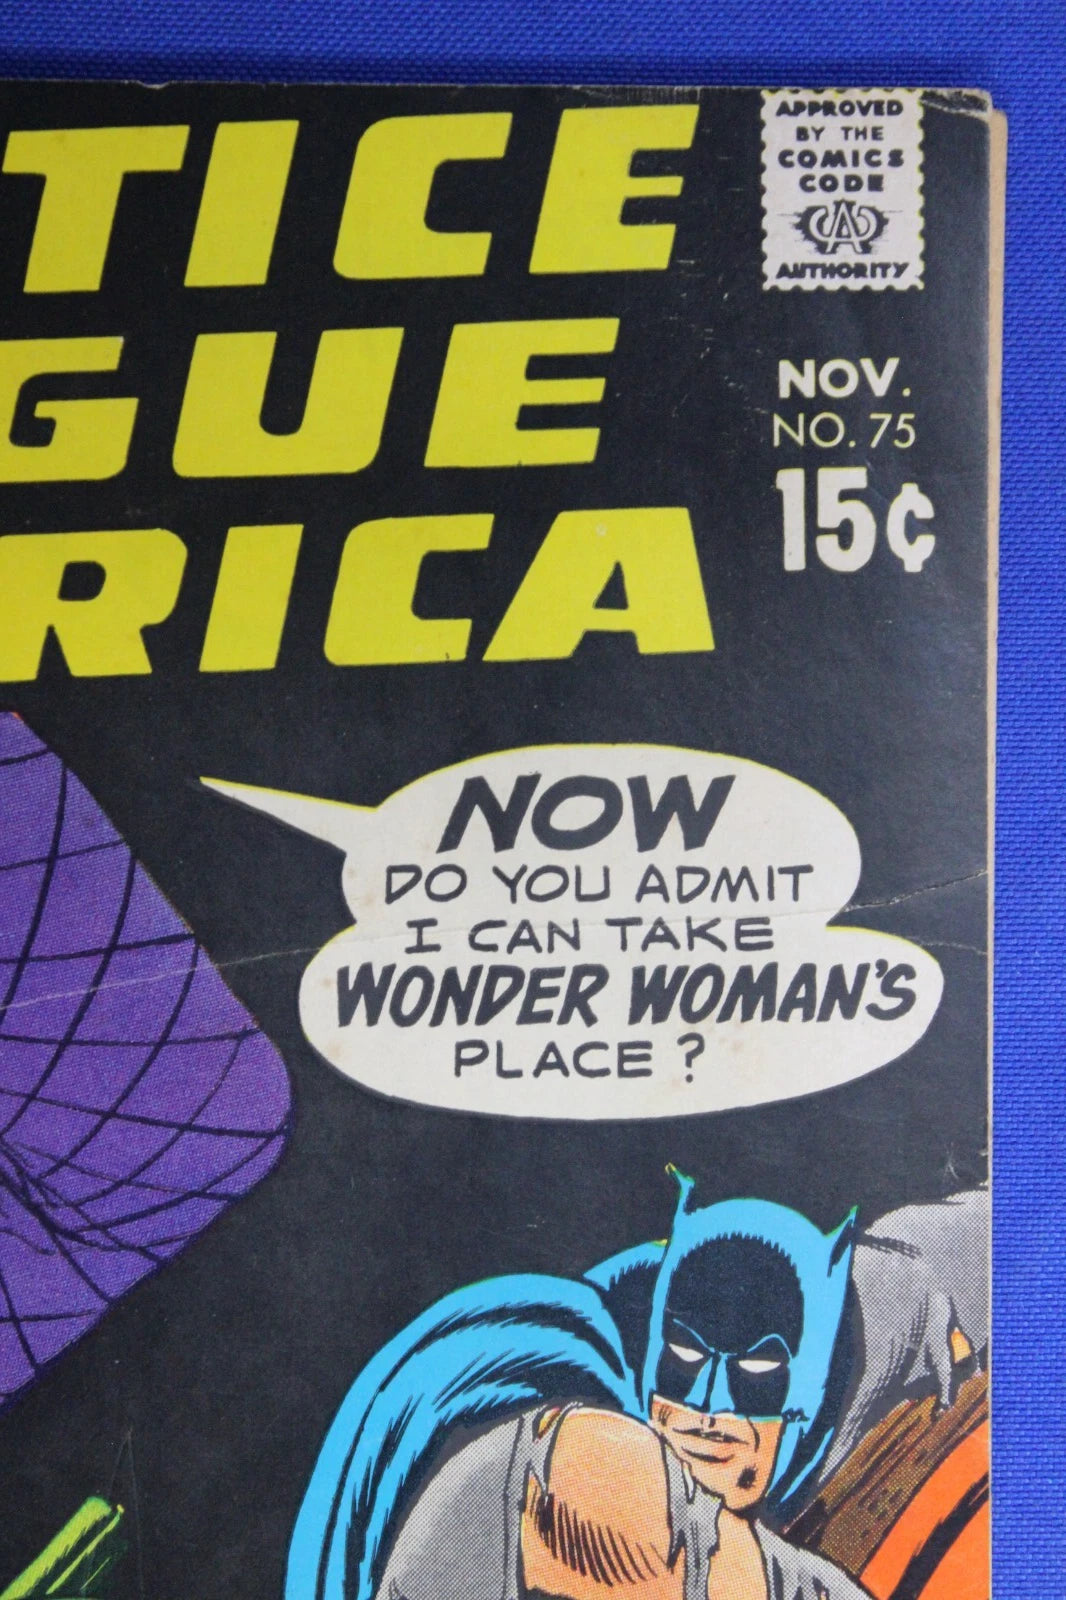 TICE
GUE
RICA
APPROVED
BY THE
COMICS
CODE
CA
AUTHORITY
NOV.
NO. 75
15¢
NOW
DO YOU ADMIT
I CAN TAKE
WONDER WOMAN'S
PLACE?